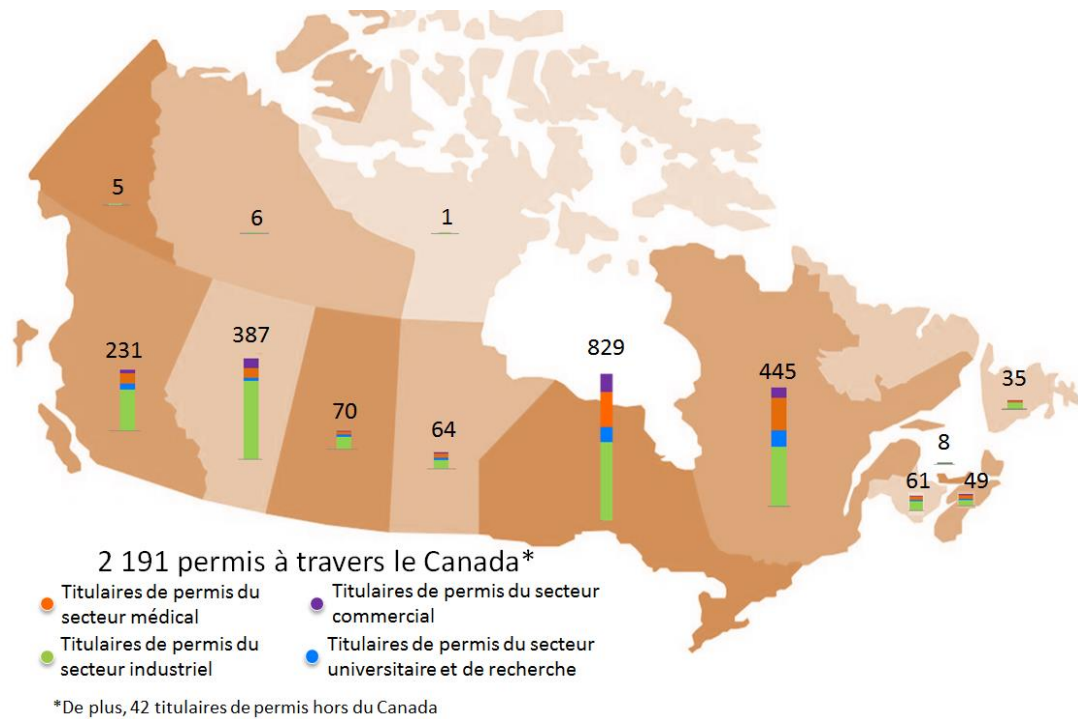 5
6
1
231
387
70
64
829
445
35
8
61
49
2 191 permis à travers le Canada*
Titulaires de permis du
secteur médical
Titulaires de permis du secteur
commercial
Titulaires de permis du
secteur industriel
Titulaires de permis du secteur
universitaire et de recherche
*De plus, 42 titulaires de permis hors du Canada